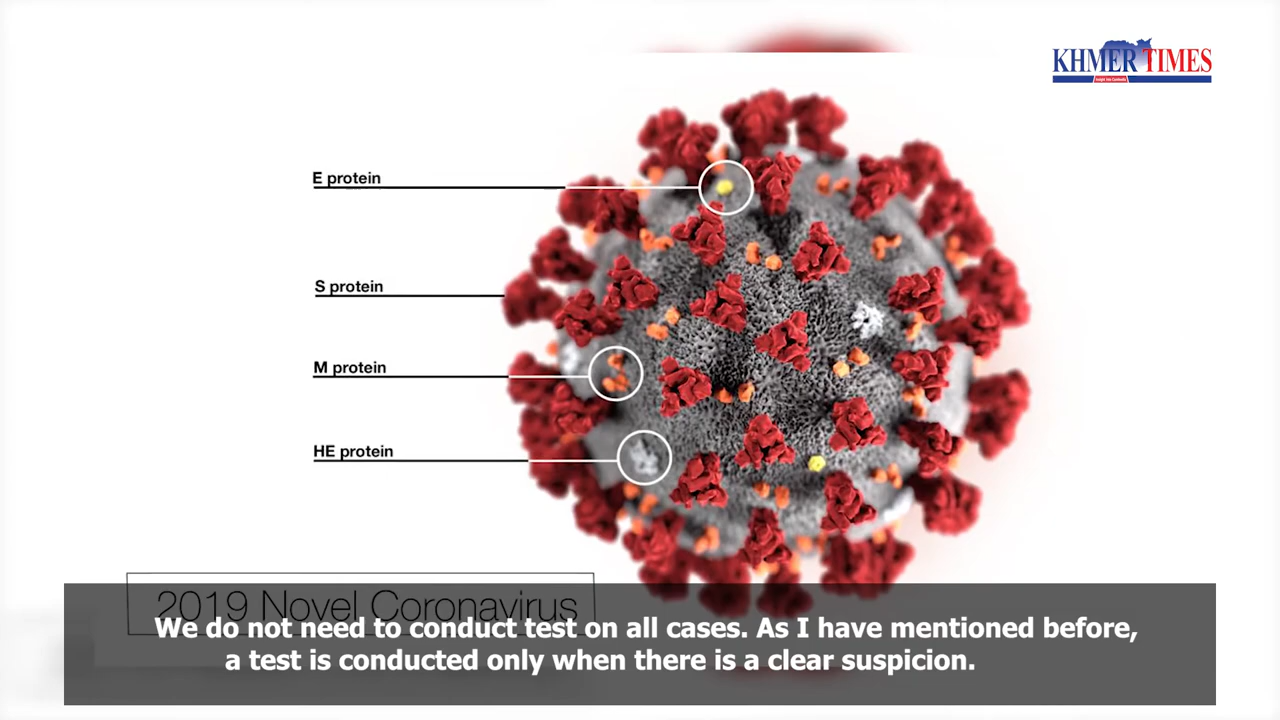 KHMER TIMES
E protein
S protein
M protein
HE protein
2019 Novel Coronavirus
We do not need to conduct test on all cases. As I have mentioned before,
a test is conducted only when there is a clear suspicion.